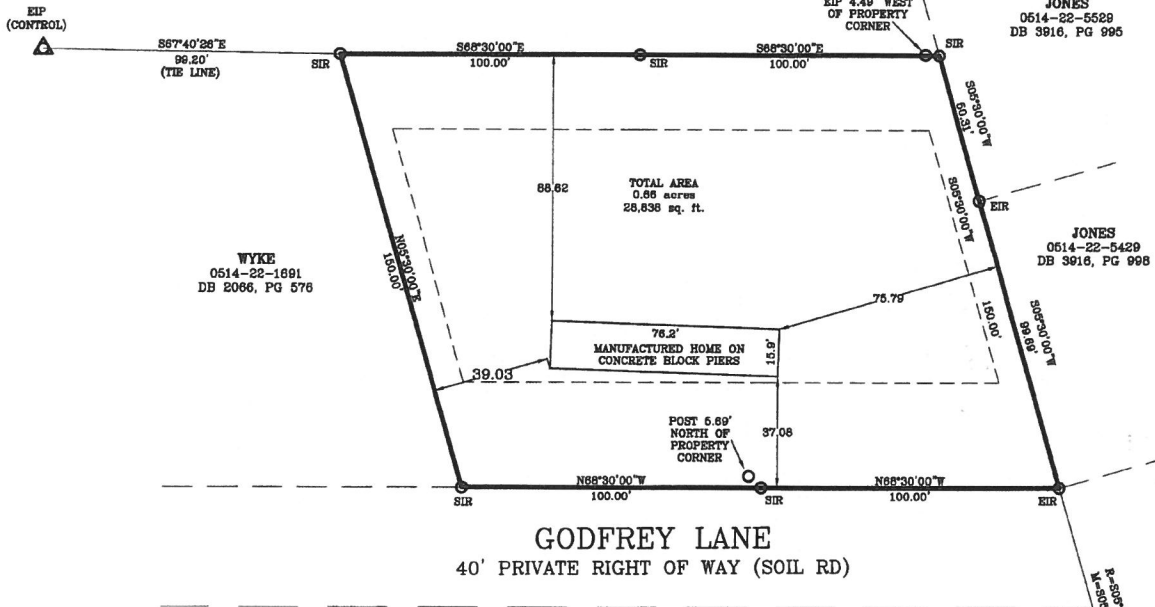 EIP
(CONTROL)
S67°40'26"E
99.20'
(TIE LINE)
SIR
S68°30'00"E
100.00'
SIR
S68°30'00"E
100.00'
EIP 4.49' WEST
OF PROPERTY
CORNER
SIR
JONES
0514-22-5529
DB 3916, PG 995
S05°30'00"W
50.31'
EIR
S05°30'00"W
150.00'
JONES
0514-22-5429
DB 3916, PG 998
S05°30'00"W
99.69'
88.62
TOTAL AREA
0.66 acres
28,838 sq. ft.
WYKE
0514-22-1691
DB 2066, PG 576
N05°30'00"E
150.00'
75.79
76.2'
15.9'
MANUFACTURED HOME ON
CONCRETE BLOCK PIERS
39.03
POST 5.69'
NORTH OF
PROPERTY
CORNER
37.08
SIR
N68°30'00"W
100.00'
SIR
N68°30'00"W
100.00'
EIR
GODFREY LANE
40' PRIVATE RIGHT OF WAY (SOIL RD)